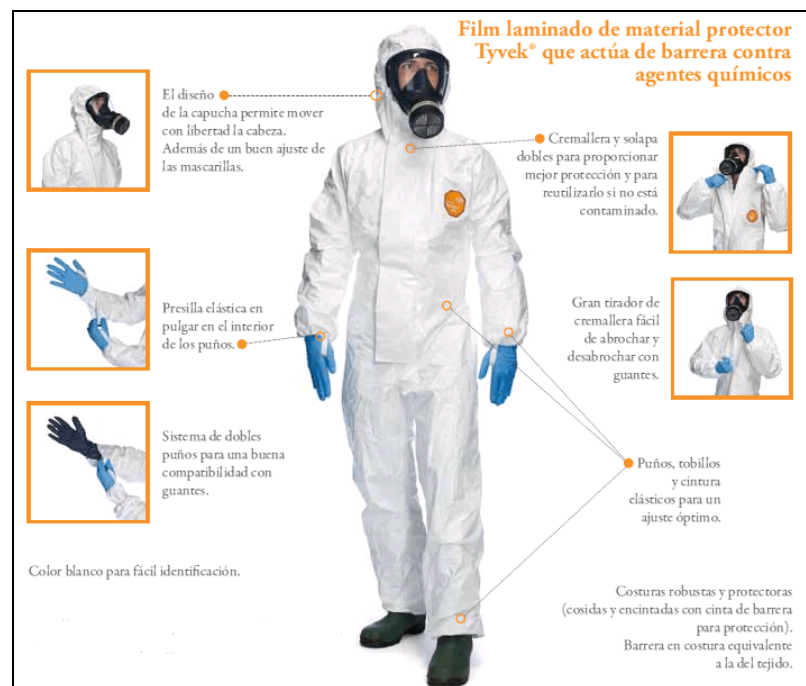 Film laminado de material protector
Tyvek® que actúa de barrera contra
agentes químicos
El diseño
de la capucha permite mover
con libertad la cabeza.
Además de un buen ajuste de
las mascarillas.
Cremallera y solapa
dobles para proporcionar
mejor protección y para
reutilizarlo si no está
contaminado.
Presilla elástica en
pulgar en el interior
de los puños.
Gran tirador de
cremallera fácil
de abrochar y
desabrochar con
guantes.
Sistema de dobles
puños para una buena
compatibilidad con
guantes.
Puños, tobillos
y cintura
elásticos para un
ajuste óptimo.
Color blanco para fácil identificación.
Costuras robustas y protectoras
(cosidas y encintadas con cinta de barrera
para protección).
Barrera en costura equivalente
a la del tejido.